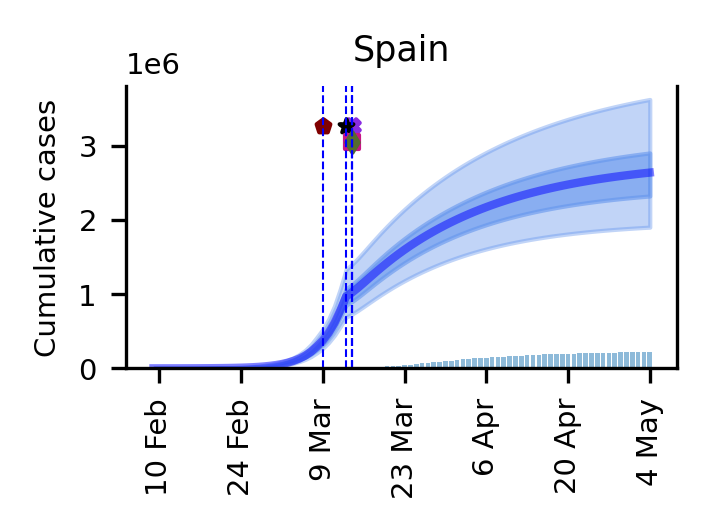 Spain
1e6
Cumulative cases
3
2
1
0
10 Feb
24 Feb
9 Mar
23 Mar
6 Apr
20 Apr
4 May